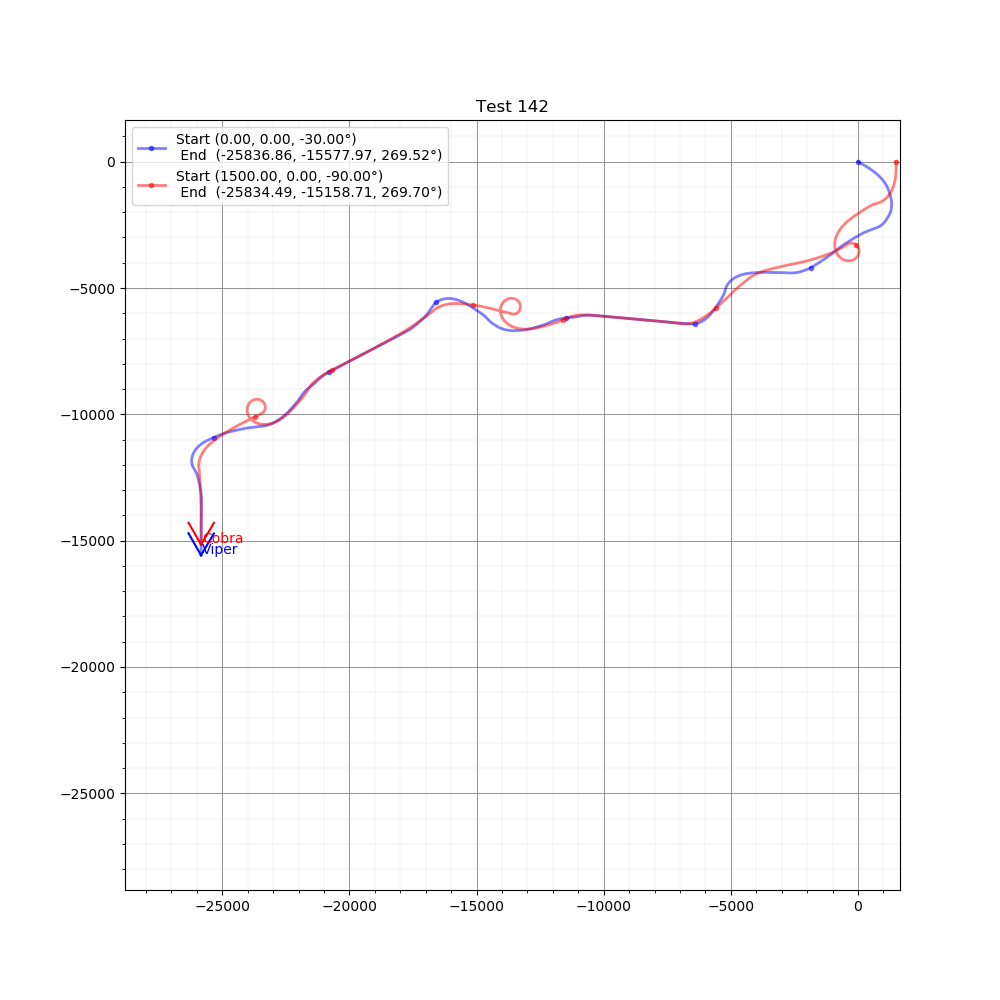 Test 142
Start (0.00, 0.00, -30.00°)
End (-25836.86, -15577.97, 269.52°)
Start (1500.00, 0.00, -90.00°)
End (-25834.49, -15158.71, 269.70°)
0
−5000
−10000
−15000
−20000
−25000
Cobra
Viper
−25000
−20000
−15000
−10000
−5000
0